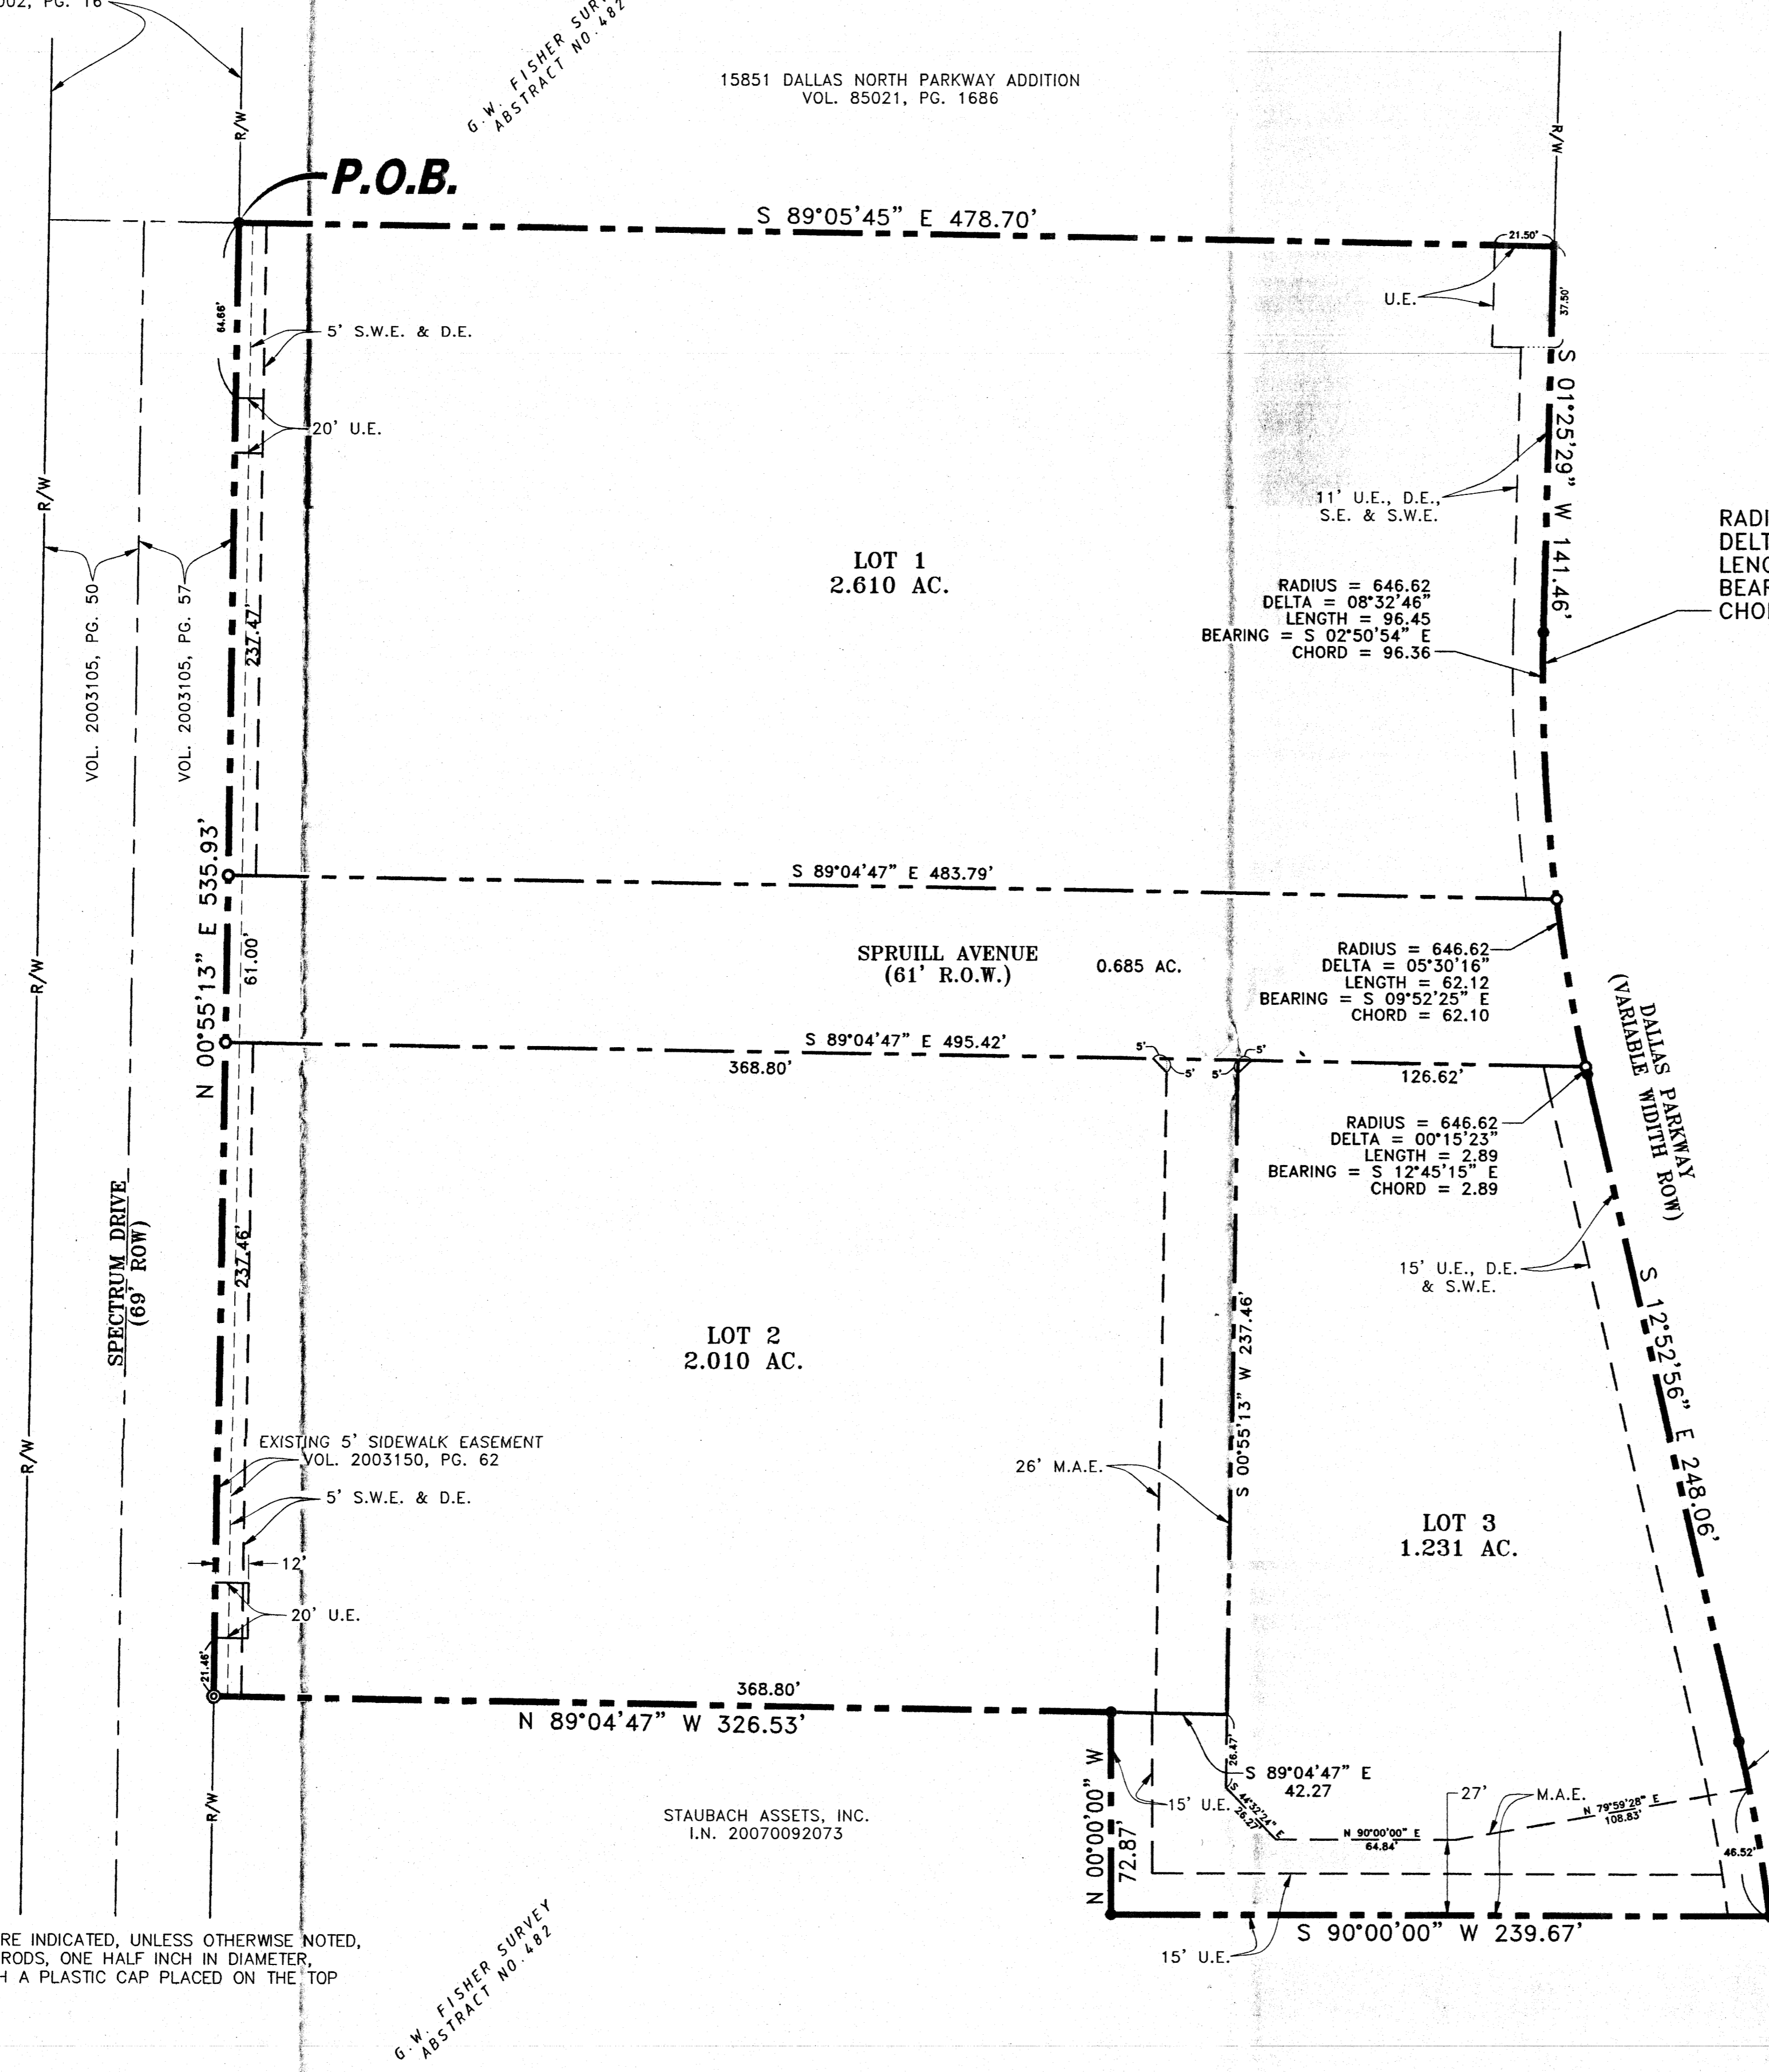 002, PG. 16
G.W. FISHER SURV
ABSTRACT NO. 482
15851 DALLAS NORTH PARKWAY ADDITION
VOL. 85021, PG. 1686
R/W
R/W
P.O.B.
S 89°05'45" E 478.70'
21.50'
U.E.
37.50'
64.66'
5' S.W.E. & D.E.
20' U.E.
S 01°25'29" W 141.46'
11' U.E., D.E.,
S.E. & S.W.E.
R/W
LOT 1
2.610 AC.
RADIUS = 646.62
DELTA = 08°32'46"
LENGTH = 96.45
BEARING = S 02°50'54" E
CHORD = 96.36
RADI
DELT
LENG
BEAR
CHOR
VOL. 2003105, PG. 50
VOL. 2003105, PG. 57
237.47'
N 00°55'13" E 535.93'
S 89°04'47" E 483.79'
61.00'
R/W
SPRUILL AVENUE
(61' R.O.W.)
0.685 AC.
RADIUS = 646.62
DELTA = 05°30'16"
LENGTH = 62.12
BEARING = S 09°52'25" E
CHORD = 62.10
DALLAS PARKWAY
(VARIABLE WIDITH ROW)
S 89°04'47" E 495.42'
368.80'
5'
5'
5'
5'
126.62'
RADIUS = 646.62
DELTA = 00°15'23"
LENGTH = 2.89
BEARING = S 12°45'15" E
CHORD = 2.89
SPECTRUM DRIVE
(69' ROW)
237.46'
15' U.E., D.E.
& S.W.E.
S 12°52'56" E 248.06'
LOT 2
2.010 AC.
S 00°55'13" W 237.46'
R/W
EXISTING 5' SIDEWALK EASEMENT
VOL. 2003150, PG. 62
5' S.W.E. & D.E.
26' M.A.E.
LOT 3
1.231 AC.
12'
20' U.E.
21.46'
368.80'
N 89°04'47" W 326.53'
R/W
STAUBACH ASSETS, INC.
I.N. 20070092073
N 00°00'00" W
72.87'
26.47'
S 89°04'47" E
42.27
15' U.E.
S 44°32'24" E
26.27'
27'
M.A.E.
N 90°00'00" E
64.84'
N 79°59'28" E
108.83'
46.52'
S 90°00'00" W 239.67'
15' U.E.
RE INDICATED, UNLESS OTHERWISE NOTED,
RODS, ONE HALF INCH IN DIAMETER,
H A PLASTIC CAP PLACED ON THE TOP
G.W. FISHER SURVEY
ABSTRACT NO. 482